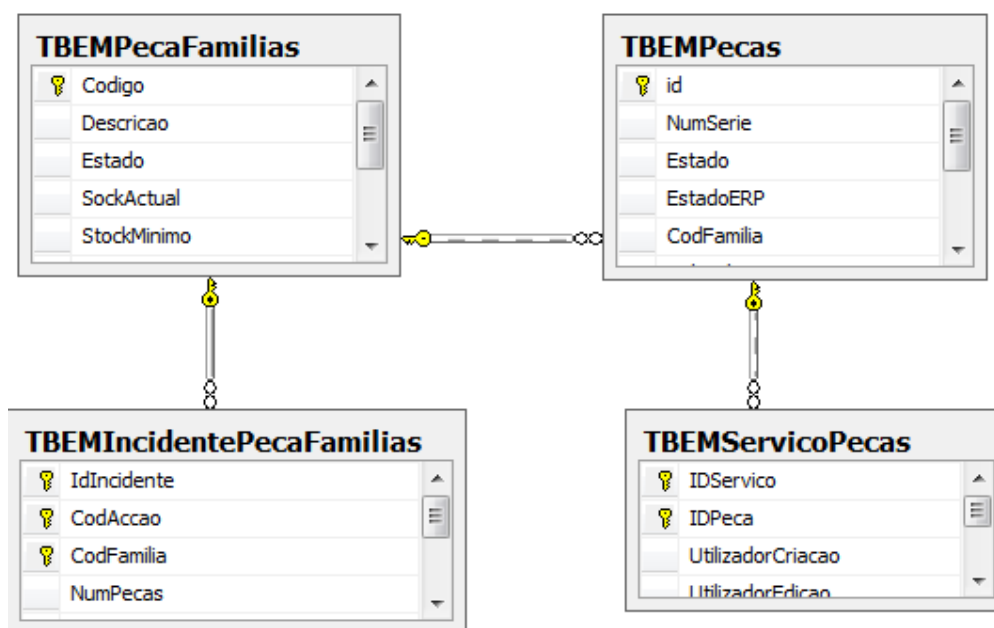 TBEMPecaFamilias
Codigo
Descricao
Estado
SockActual
StockMinimo
TBEMPecas
id
NumSerie
Estado
EstadoERP
CodFamilia
TBEMIncidentePecaFamilias
IdIncidente
CodAccao
CodFamilia
NumPecas
TBEMServicoPecas
IDServico
IDPeca
UtilizadorCriacao
UtilizadorEdicao